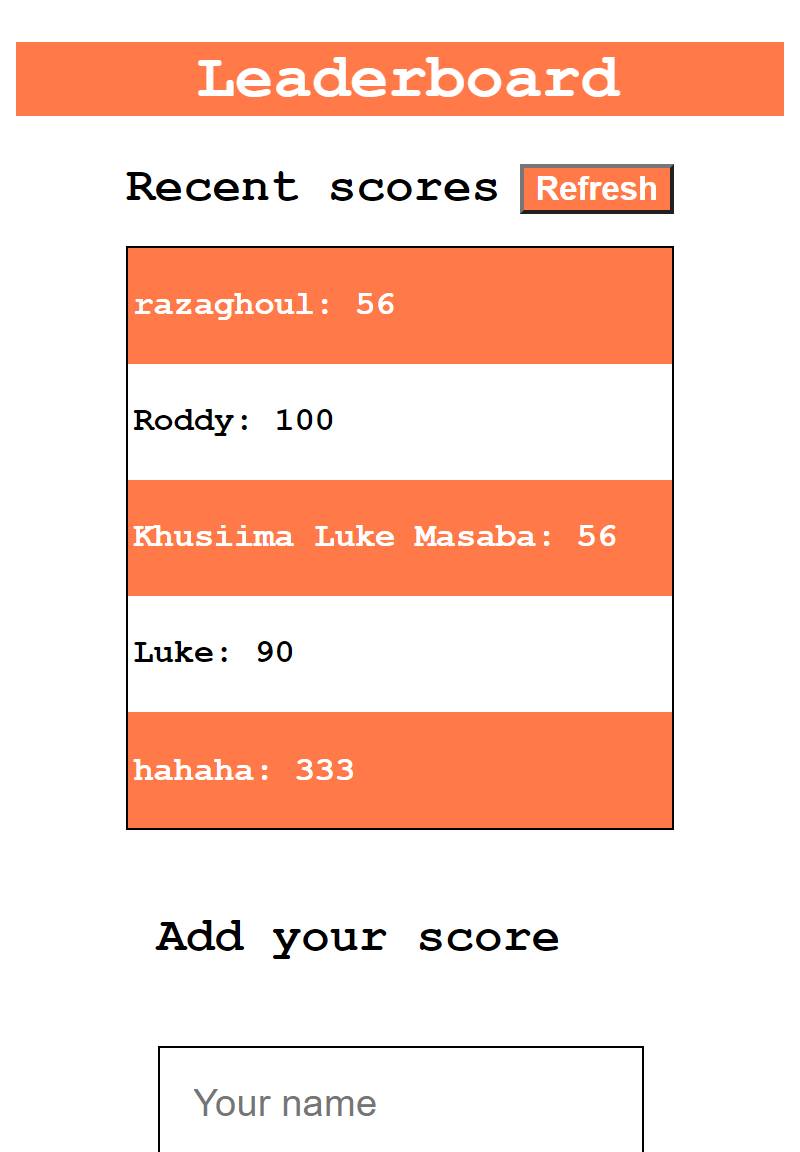 Leaderboard
Recent scores Refresh
razaghoul: 56
Roddy: 100
Khusiima Luke Masaba: 56
Luke: 90
hahaha: 333
Add your score
Your name